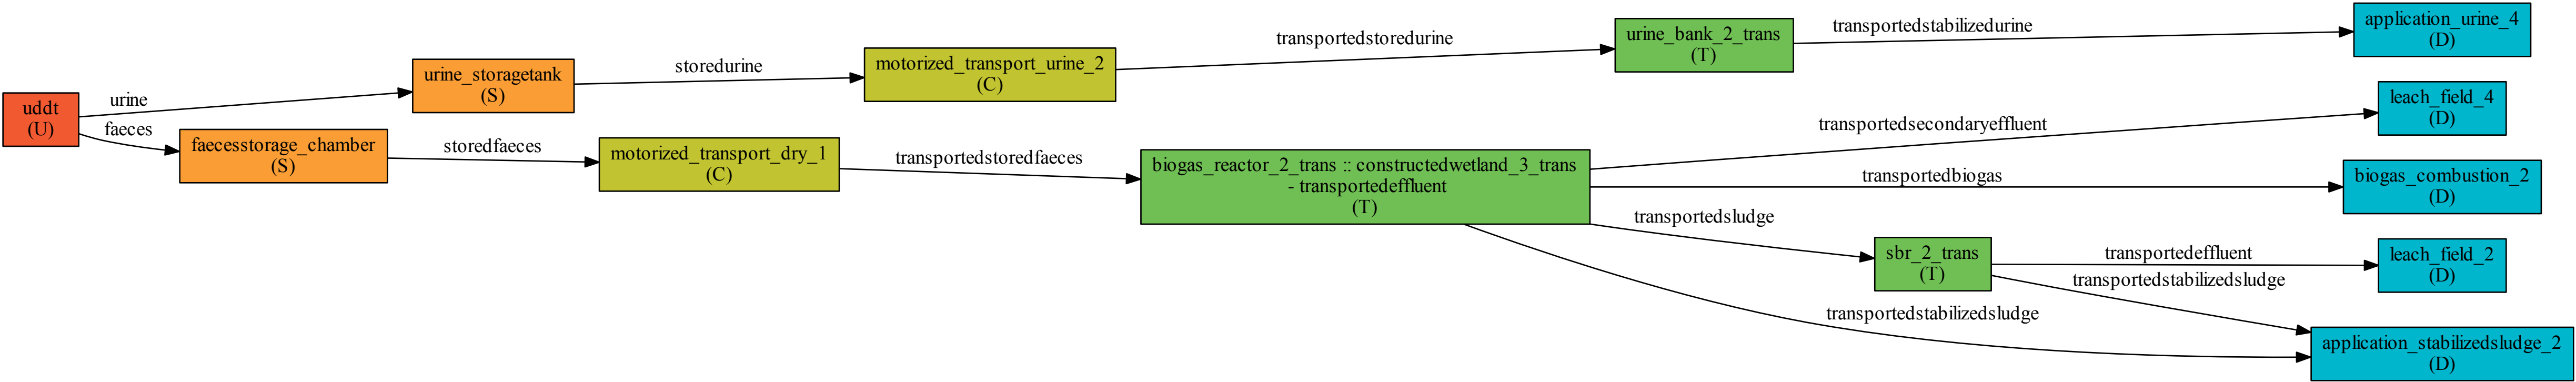 uddt
(U)
urine
faeces
urine_storagetank
(S)
faecesstorage_chamber
(S)
storedurine
storedfaeces
motorized_transport_urine_2
(C)
motorized_transport_dry_1
(C)
transportedstoredurine
transportedstoredfaeces
urine_bank_2_trans
(T)
biogas_reactor_2_trans :: constructedwetland_3_trans
- transportedeffluent
(T)
transportedstabilizedurine
transportedsecondaryeffluent
transportedbiogas
transportedsludge
sbr_2_trans
(T)
transportedeffluent
transportedstabilizedsludge
transportedstabilizedsludge
application_urine_4
(D)
leach_field_4
(D)
biogas_combustion_2
(D)
leach_field_2
(D)
application_stabilizedsludge_2
(D)